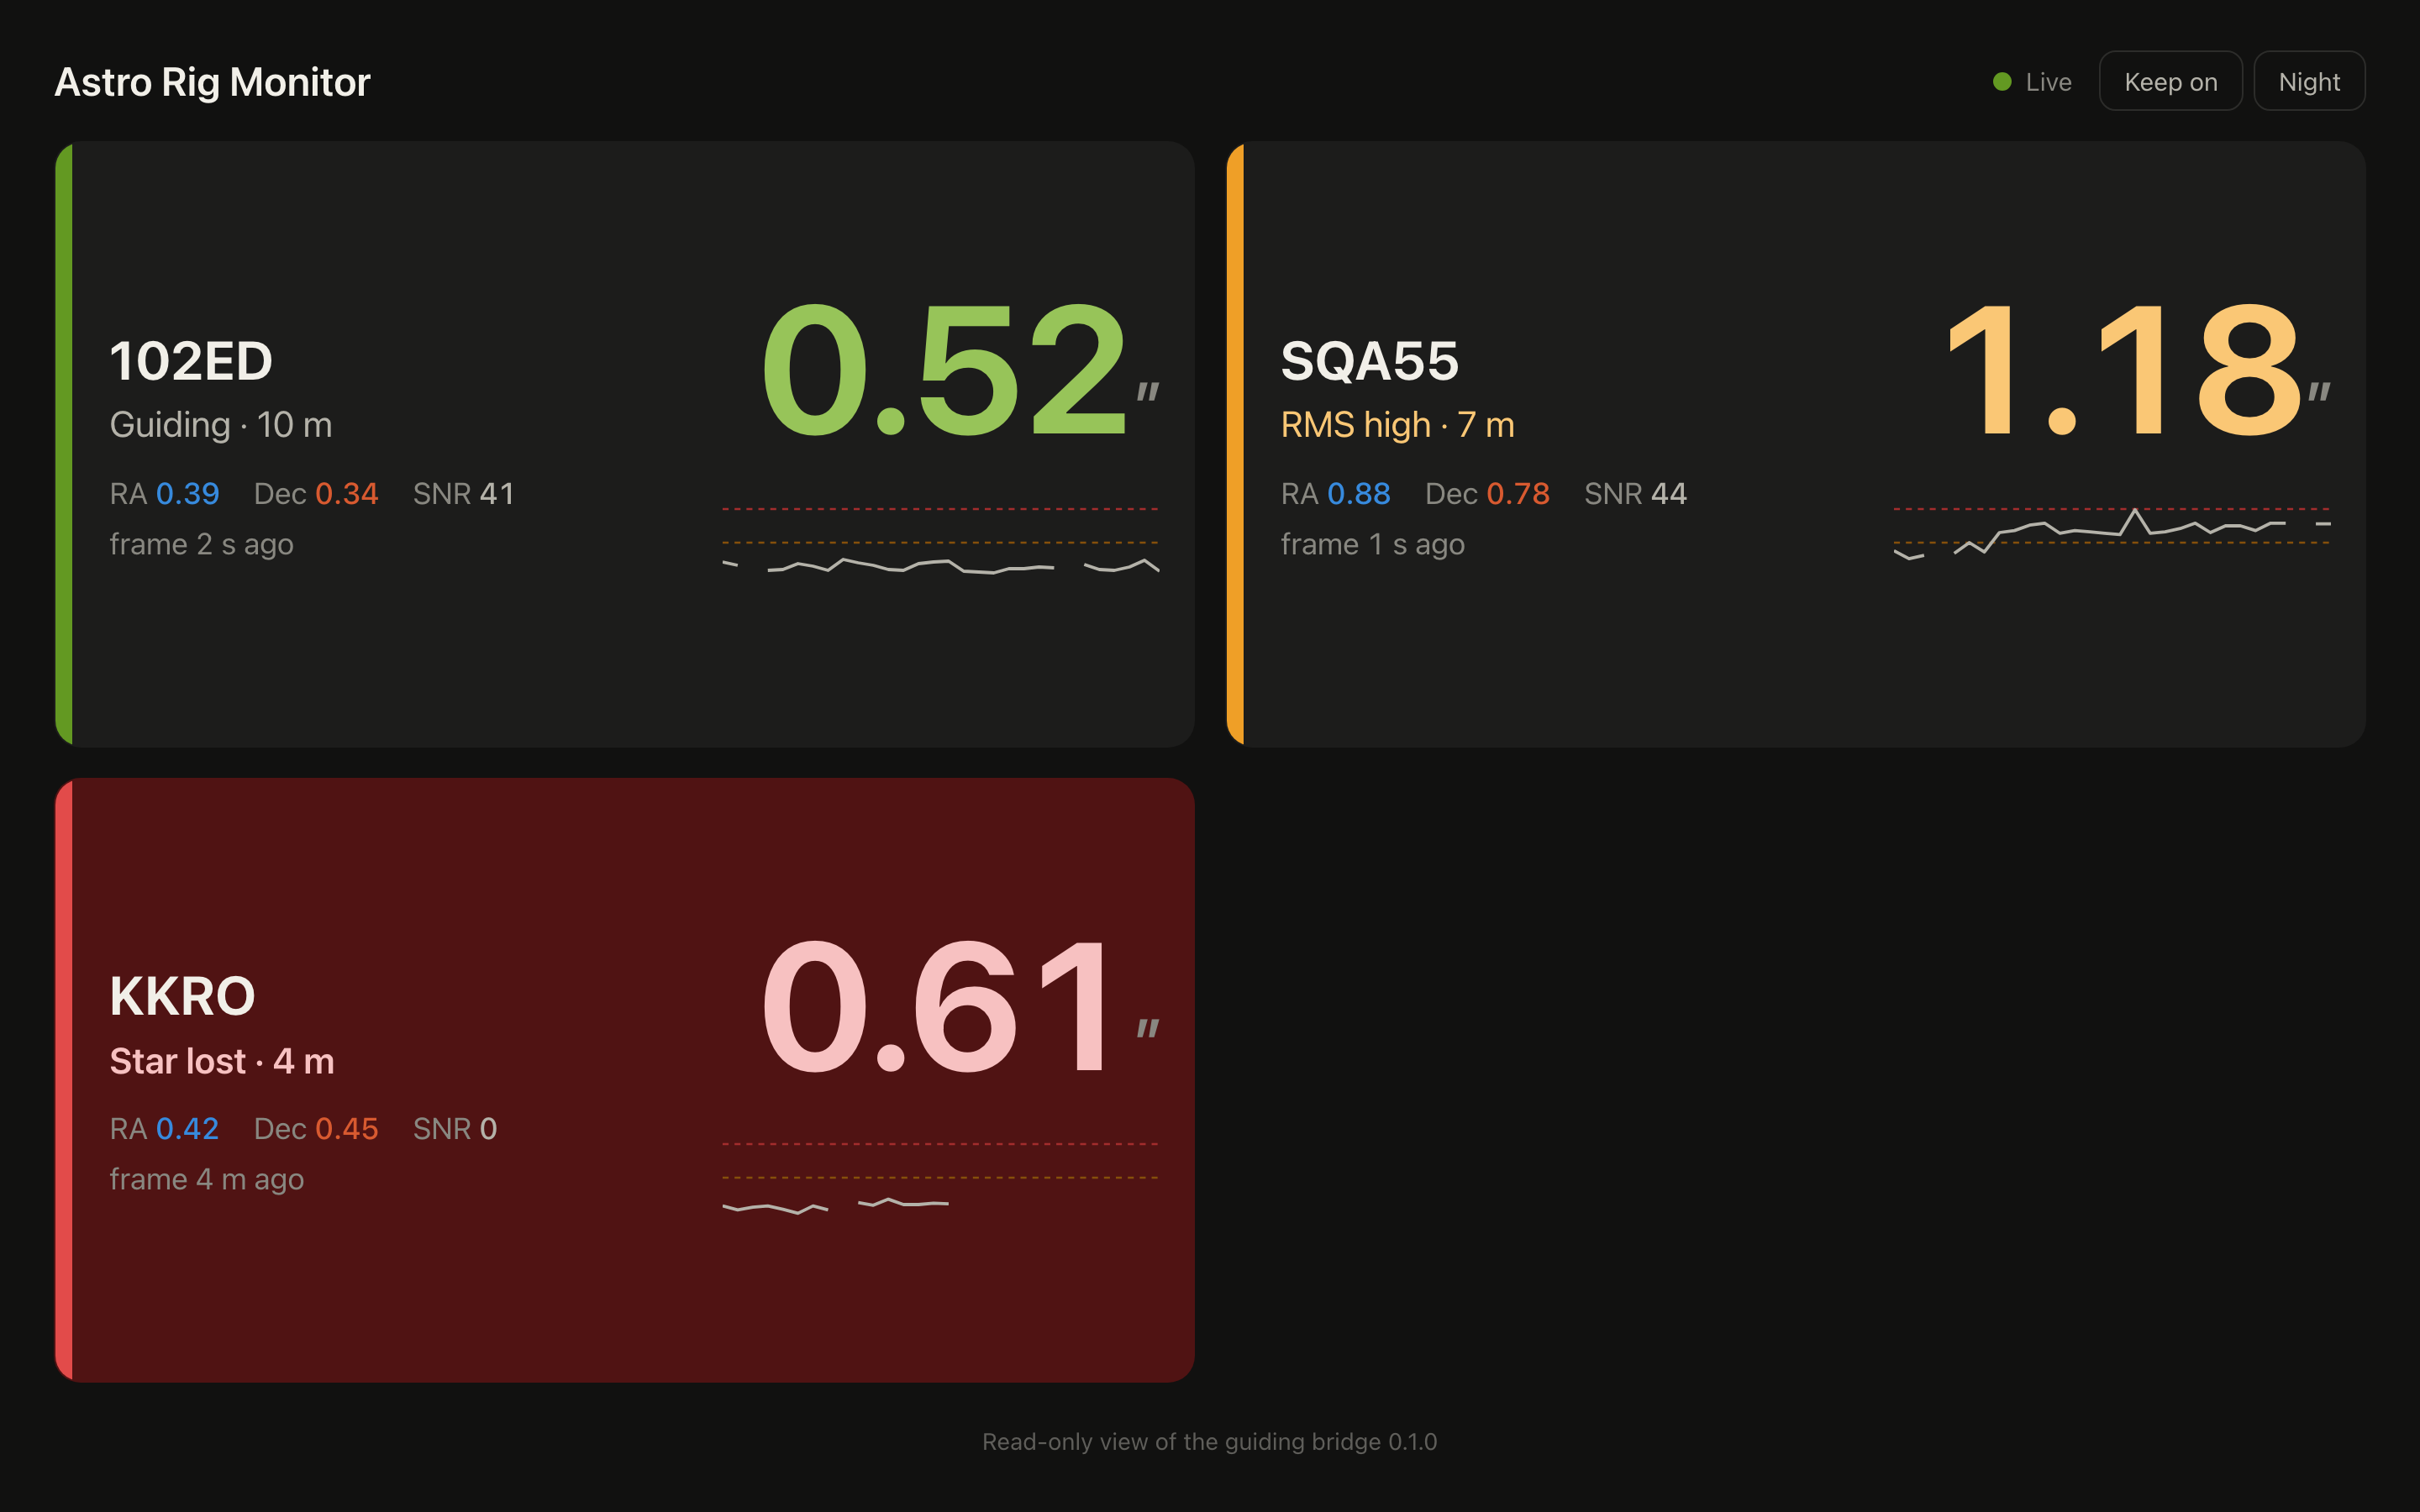 Astro Rig Monitor
Live
Keep on
Night
102ED
Guiding · 10 m
RA 0.39 Dec 0.34 SNR 41
frame 2 s ago
0.52″
SQA55
RMS high · 7 m
RA 0.88 Dec 0.78 SNR 44
frame 1 s ago
1.18″
KKRO
Star lost · 4 m
RA 0.42 Dec 0.45 SNR 0
frame 4 m ago
0.61″
Read-only view of the guiding bridge 0.1.0